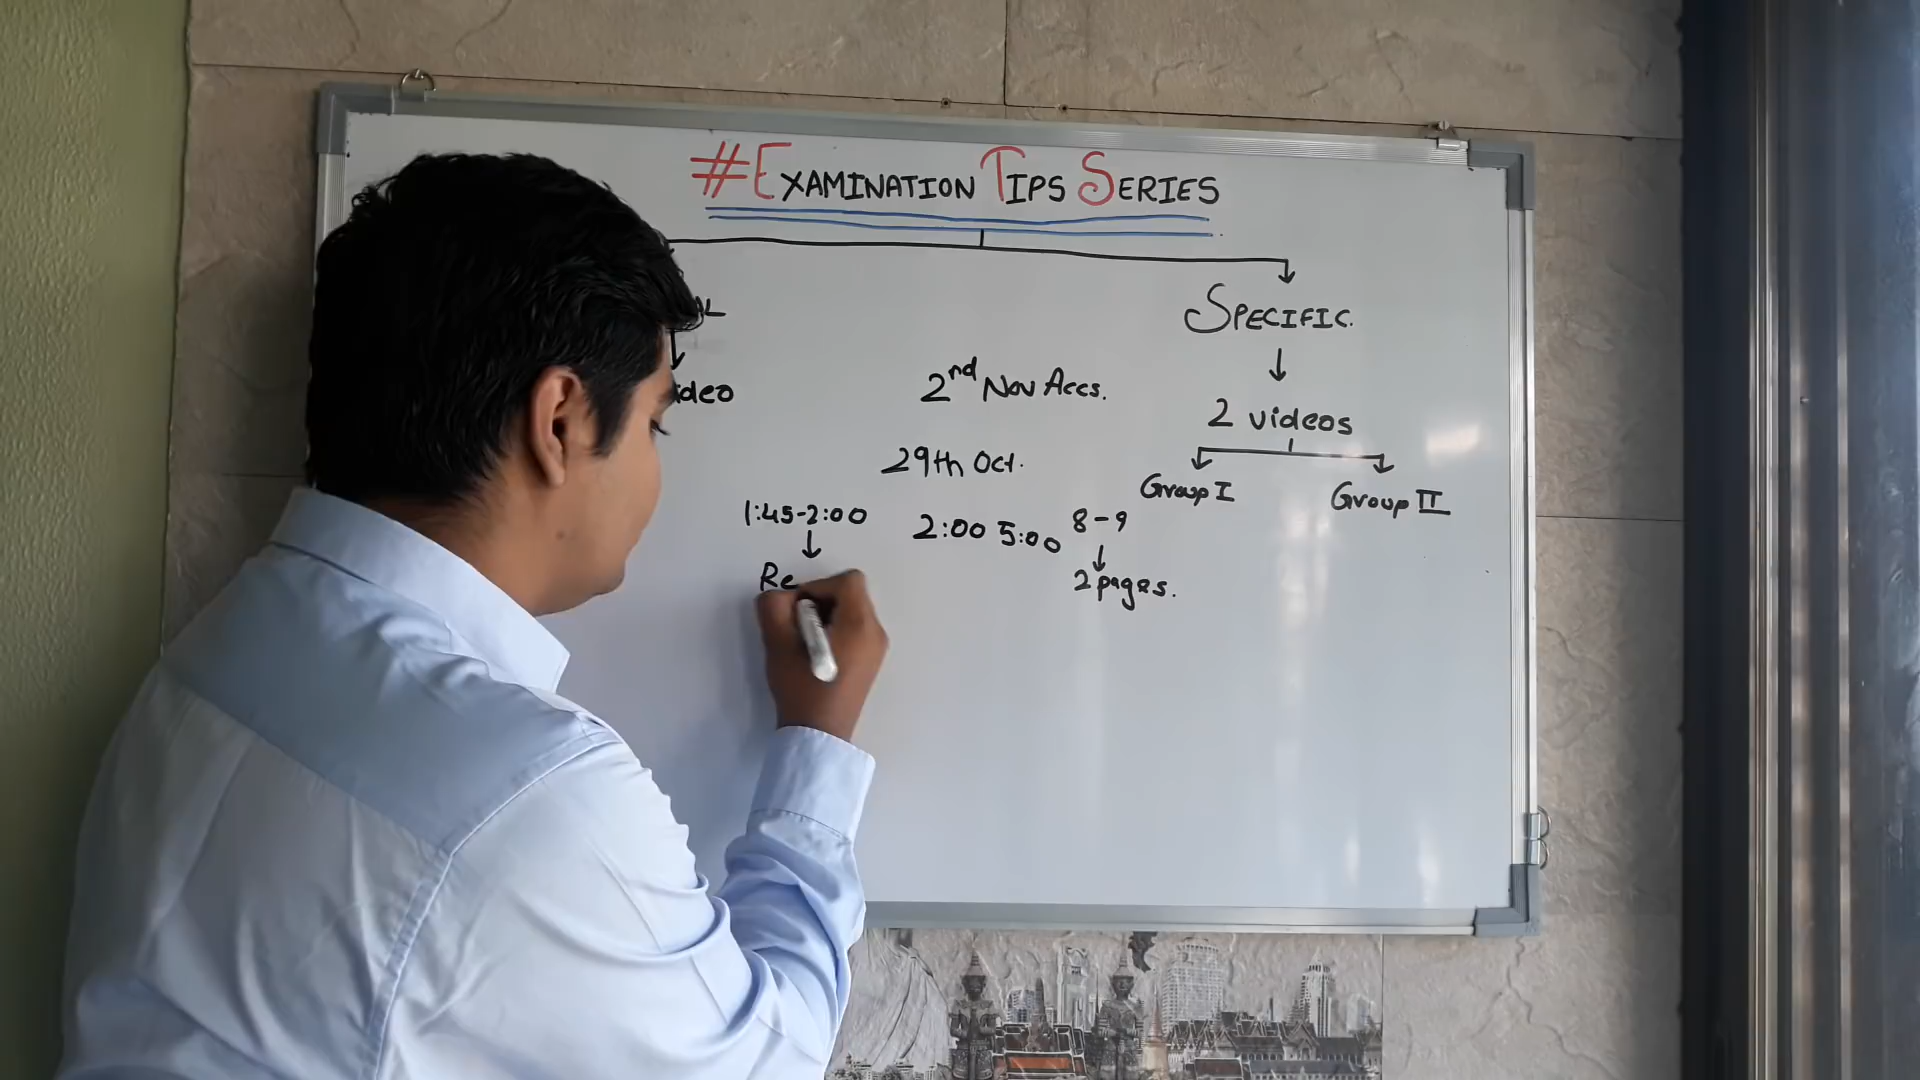 #EXAMINATION TIPS SERIES
SPECIFIC.
2nd Nov Accs.
2 videos
29th Oct.
Group I
Group II
1:45-2:00
2:00 5:00
8-9
Re
2 pages.